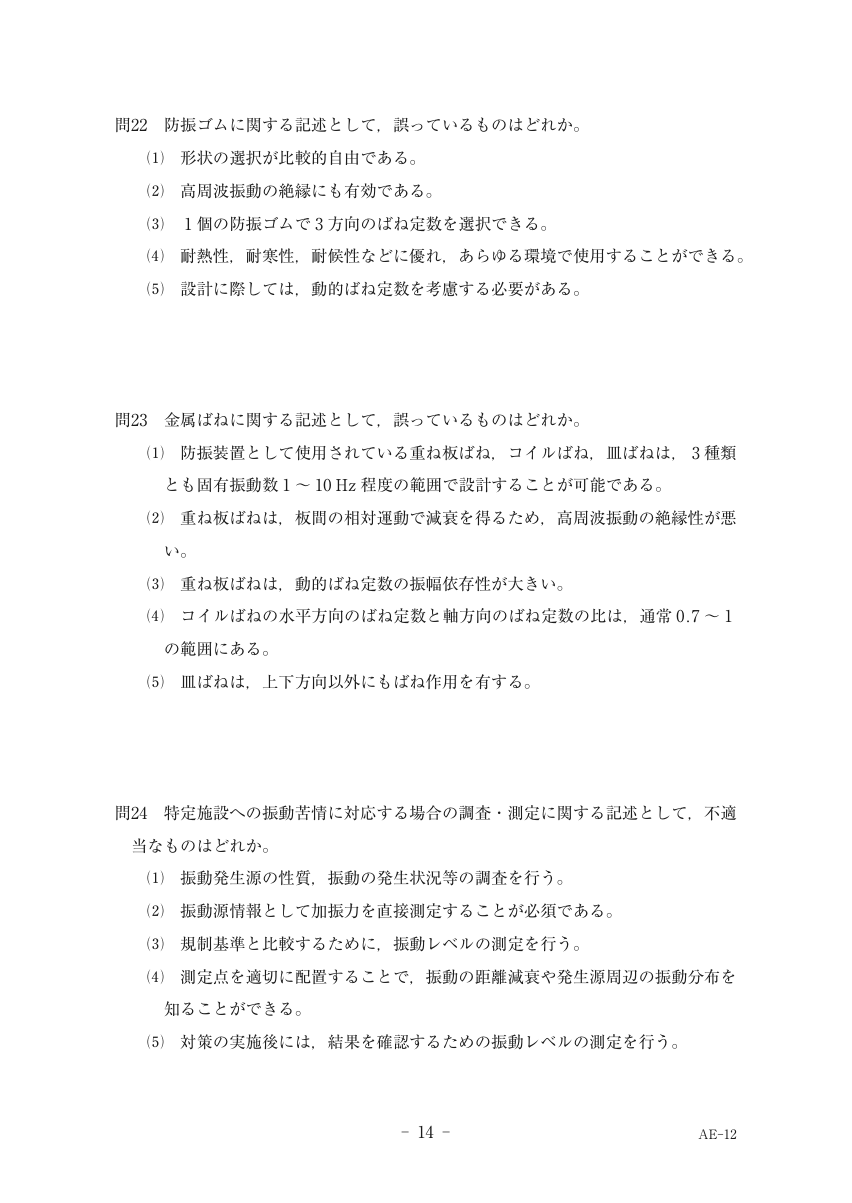 問22　防振ゴムに関する記述として，誤っているものはどれか。
⑴　形状の選択が比較的自由である。
⑵　高周波振動の絶縁にも有効である。
⑶　１個の防振ゴムで３方向のばね定数を選択できる。
⑷　耐熱性，耐寒性，耐候性などに優れ，あらゆる環境で使用することができる。
⑸　設計に際しては，動的ばね定数を考慮する必要がある。
問23　金属ばねに関する記述として，誤っているものはどれか。
⑴　防振装置として使用されている重ね板ばね，コイルばね，皿ばねは，３種類
とも固有振動数１～10 Hz 程度の範囲で設計することが可能である。
⑵　重ね板ばねは，板間の相対運動で減衰を得るため，高周波振動の絶縁性が悪
い。
⑶　重ね板ばねは，動的ばね定数の振幅依存性が大きい。
⑷　コイルばねの水平方向のばね定数と軸方向のばね定数の比は，通常 0.7 ～ 1
の範囲にある。
⑸　皿ばねは，上下方向以外にもばね作用を有する。
問24　特定施設への振動苦情に対応する場合の調査・測定に関する記述として，不適
当なものはどれか。
⑴　振動発生源の性質，振動の発生状況等の調査を行う。
⑵　振動源情報として加振力を直接測定することが必須である。
⑶　規制基準と比較するために，振動レベルの測定を行う。
⑷　測定点を適切に配置することで，振動の距離減衰や発生源周辺の振動分布を
知ることができる。
⑸　対策の実施後には，結果を確認するための振動レベルの測定を行う。
－ 14 －
AE−12